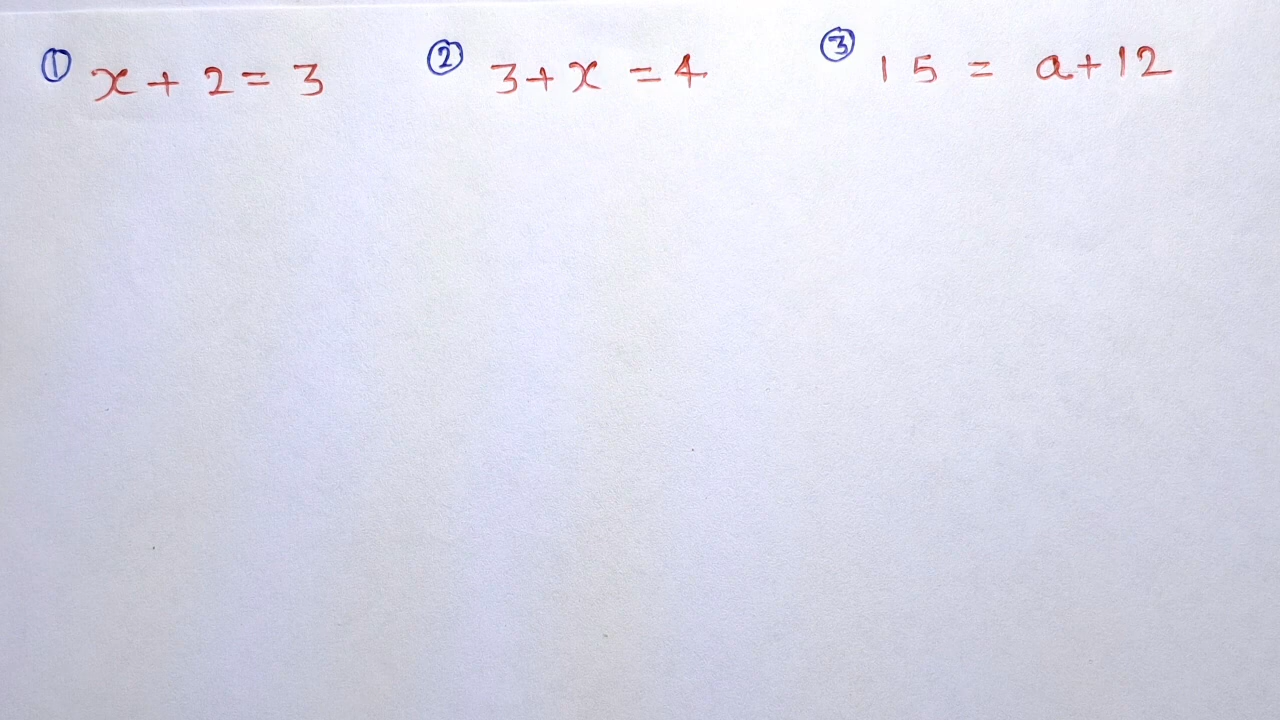 ① x + 2 = 3
② 3 + x = 4
③ 15 = a + 12